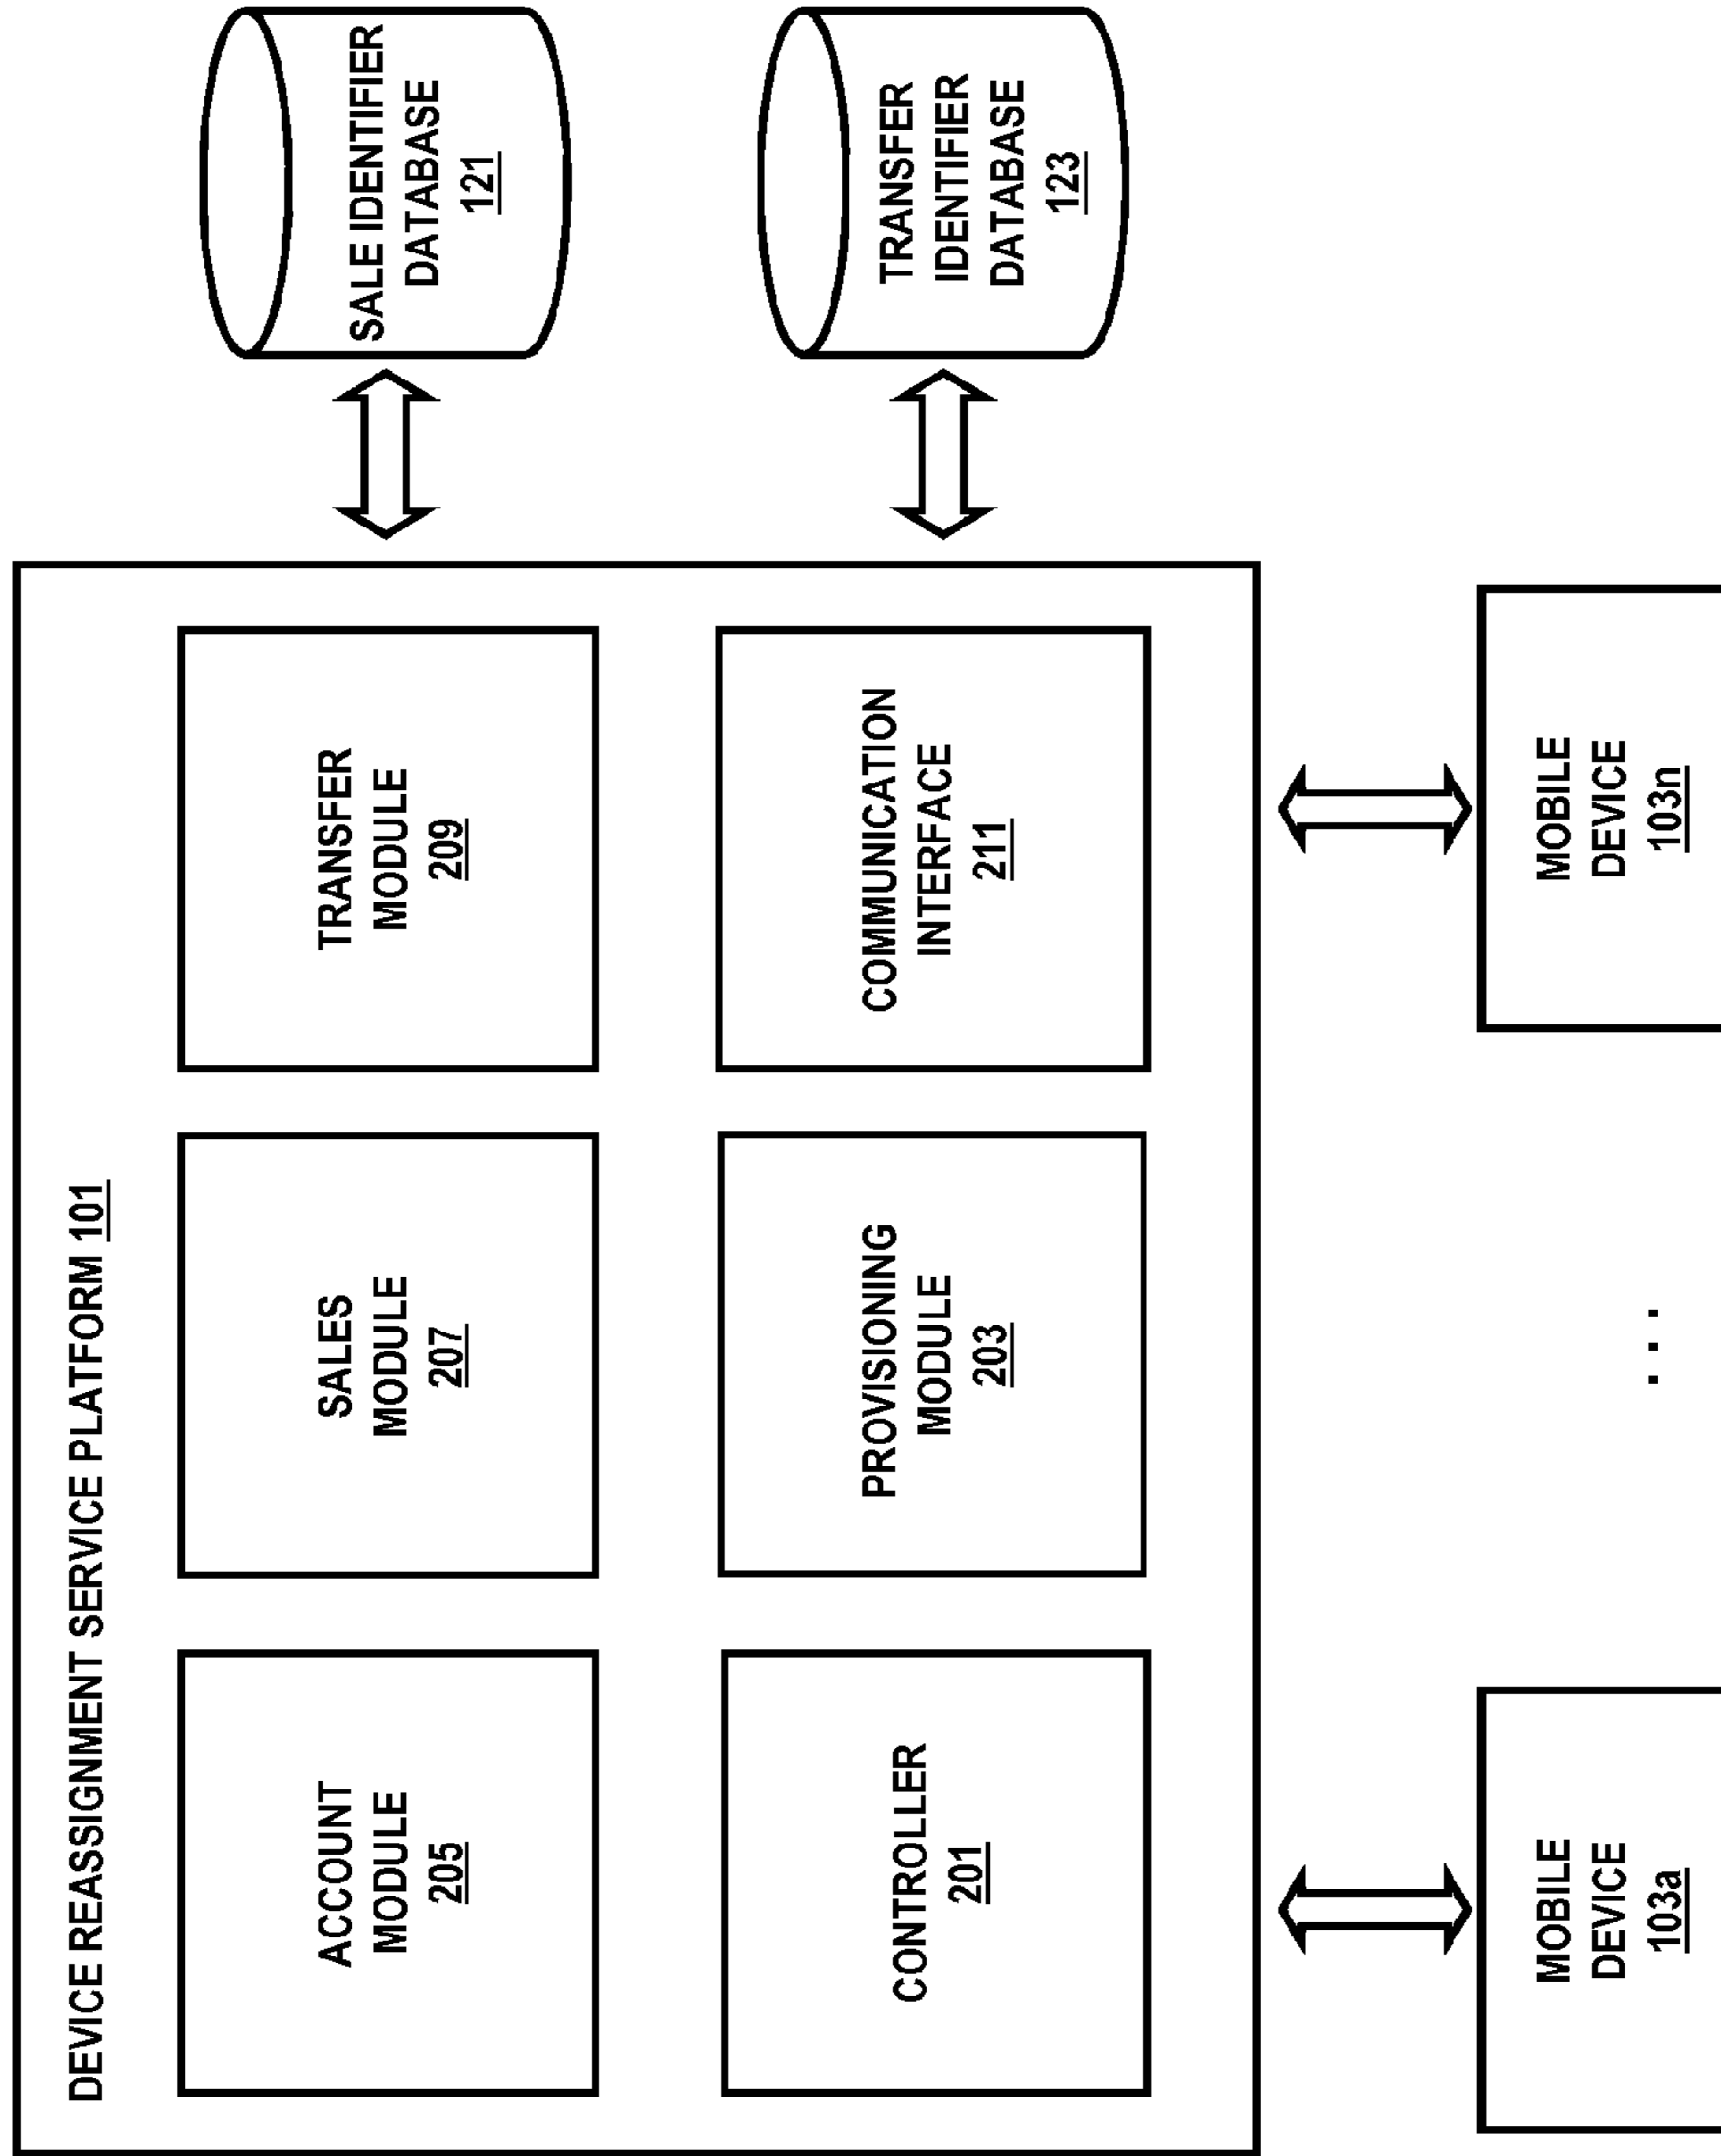 DEVICE REASSIGNMENT SERVICE PLATFORM 101
ACCOUNT
MODULE
205
SALES
MODULE
207
TRANSFER
MODULE
209
CONTROLLER
201
PROVISIONING
MODULE
203
COMMUNICATION
INTERFACE
211
SALE IDENTIFIER
DATABASE
121
TRANSFER
IDENTIFIER
DATABASE
123
MOBILE
DEVICE
103a
. . .
MOBILE
DEVICE
103n